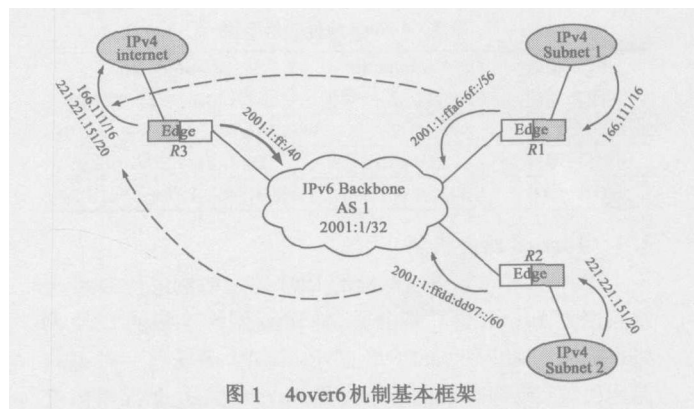 IPv4
internet
IPv4
Subnet 1
166.111/16
221.221.151/20
2001:1:ffa6:6f::/56
166.111/16
Edge
R3
2001:1:ff:/40
Edge
R1
IPv6 Backbone
AS 1
2001:1/32
R2
Edge
2001:1:ffdd:dd97::/60
221.221.151/20
IPv4
Subnet 2
图 1 4over6机制基本框架